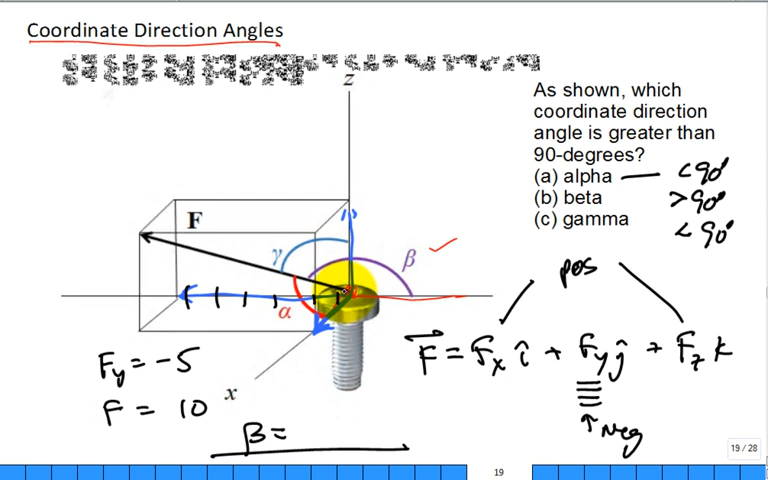 Coordinate Direction Angles
z
As shown, which
coordinate direction
angle is greater than
90-degrees?
(a) alpha — <90°
(b) beta >90°
(c) gamma <90°
F
γ
β ✓
α
x
pos
F⃗ = Fx î + Fy ĵ + Fz k
↑ Neg
Fy = -5
F = 10
β =
19
19 / 28